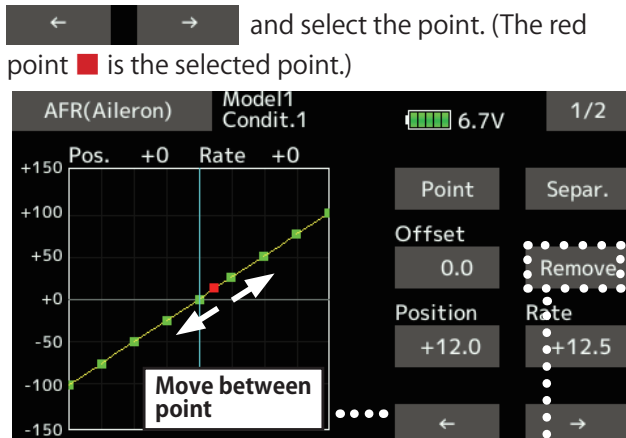 ← → and select the point. (The red
point ■ is the selected point.)
AFR(Aileron) Model1 Condit.1 6.7V 1/2
Pos. +0 Rate +0
+150
+100
+50
+0
-50
-100
-150
Point Separ.
Offset
0.0 Remove
Position Rate
+12.0 +12.5
← →
Move between
point